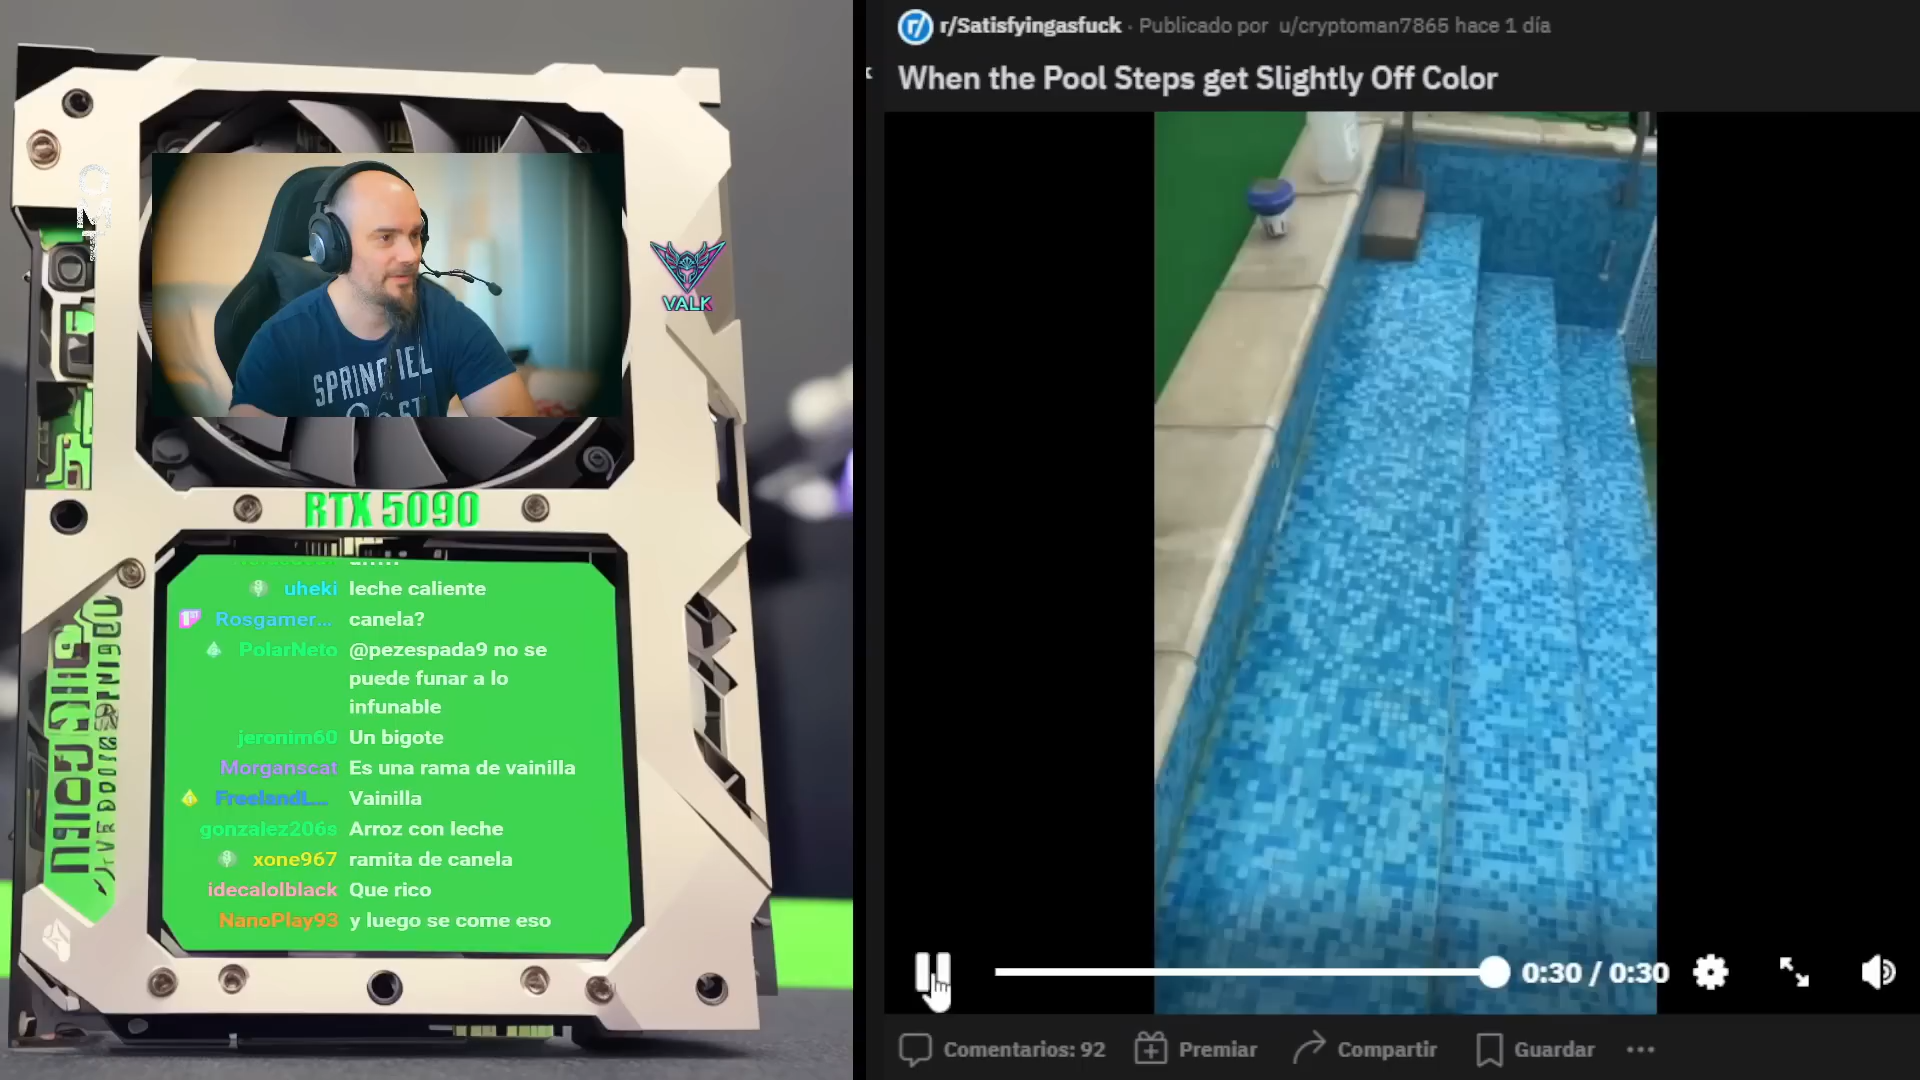 r/Satisfyingasfuck · Publicado por u/cryptoman7865 hace 1 día
When the Pool Steps get Slightly Off Color
VALK
SPRINGFIEL
RTX 5090
uheki leche caliente
Rosgamer... canela?
PolarNeto @pezespada9 no se
puede funar a lo
infunable
jeronim60 Un bigote
Morganscat Es una rama de vainilla
FreelandL... Vainilla
gonzalez206s Arroz con leche
xone967 ramita de canela
idecalolblack Que rico
NanoPlay93 y luego se come eso
0:30 / 0:30
Comentarios: 92 Premiar Compartir Guardar ...